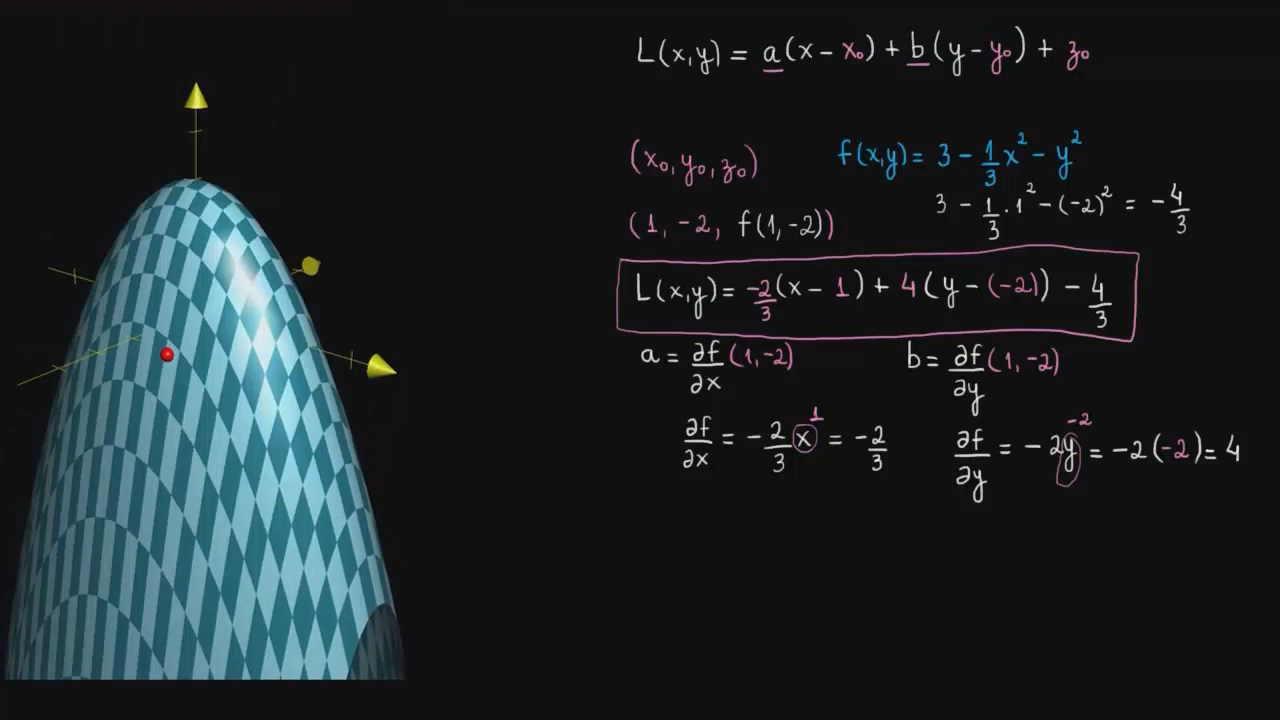 L(x,y) = a(x − x₀) + b(y − y₀) + z₀
(x₀, y₀, z₀) f(x,y) = 3 − 1/3 x² − y²
3 − 1/3 · 1² − (−2)² = − 4/3
(1, −2, f(1, −2))
L(x,y) = −2/3 (x − 1) + 4(y − (−2)) − 4/3
a = ∂f/∂x (1, −2) b = ∂f/∂y (1, −2)
1 −2
∂f/∂x = − 2/3 x = − 2/3 ∂f/∂y = − 2y = −2(−2) = 4